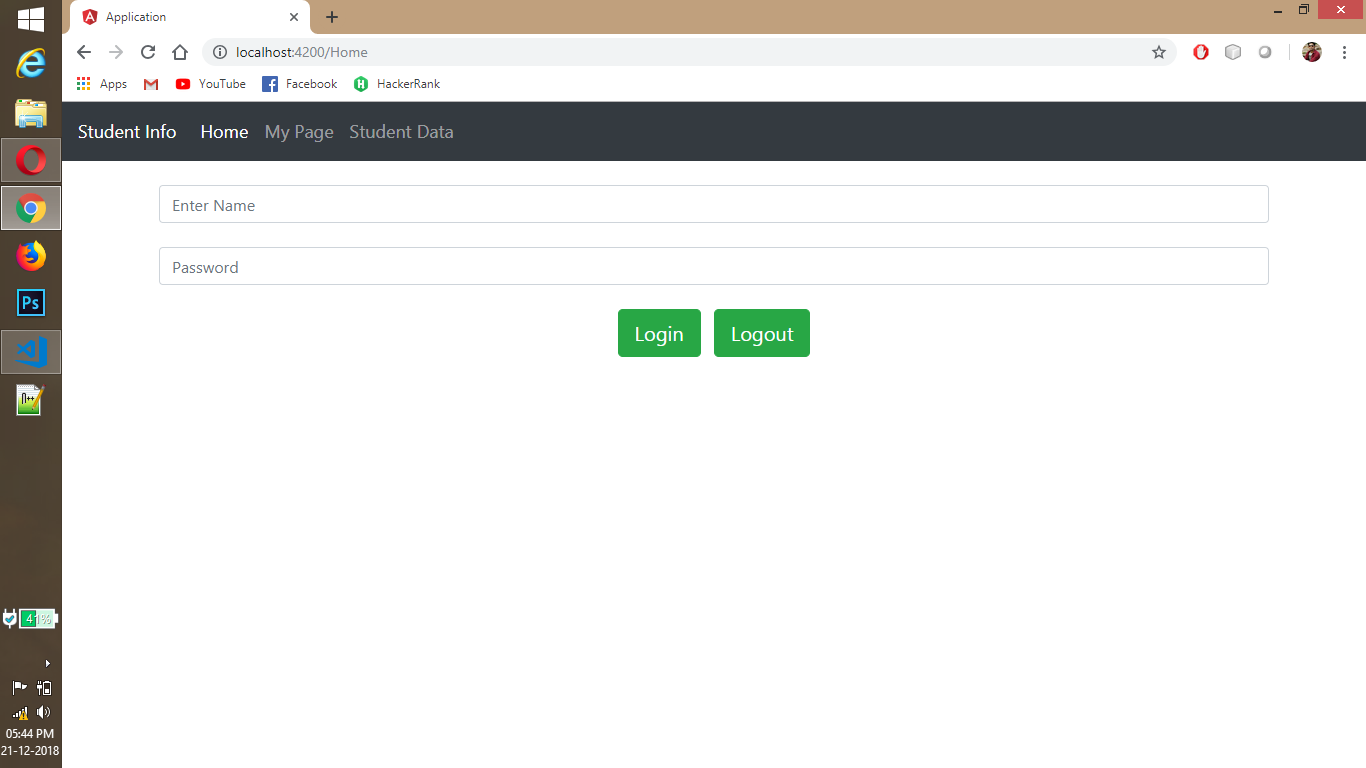 Application
localhost:4200/Home
Apps YouTube Facebook HackerRank
Student Info Home My Page Student Data
Enter Name
Password
Login Logout
Ps
n++
41%
05:44 PM
21-12-2018